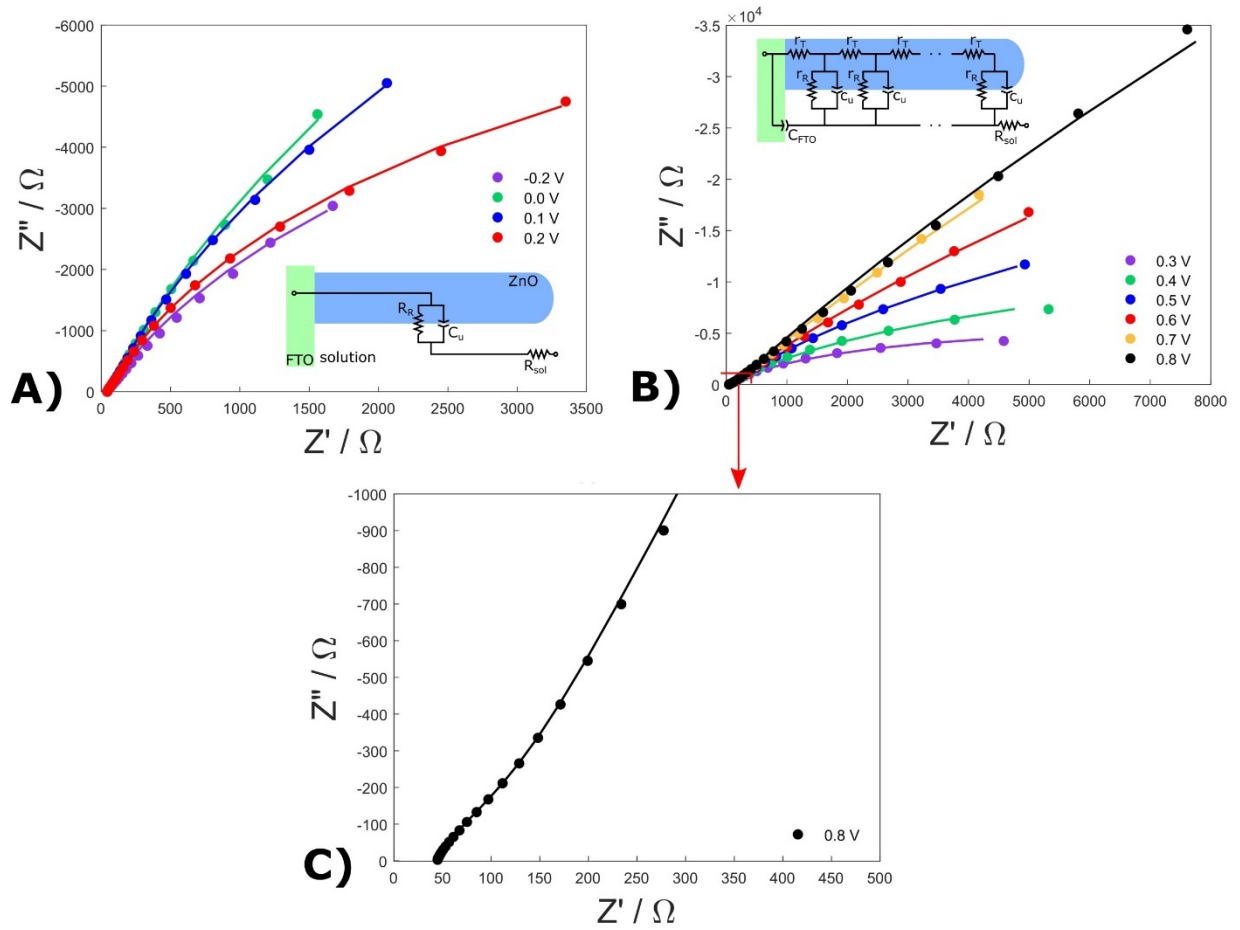 -6000
-5000
-4000
-3000
-2000
-1000
0
Z'' / Ω
0 500 1000 1500 2000 2500 3000 3500
Z' / Ω
A)
-0.2 V
0.0 V
0.1 V
0.2 V
ZnO
R_R
C_u
FTO solution
R_sol
× 10⁴
-3.5
-3
-2.5
-2
-1.5
-1
-0.5
0
Z'' / Ω
0 1000 2000 3000 4000 5000 6000 7000 8000
Z' / Ω
B)
r_T r_T r_T r_T
r_R r_R r_R
c_u c_u c_u
C_FTO
R_sol
0.3 V
0.4 V
0.5 V
0.6 V
0.7 V
0.8 V
-1000
-900
-800
-700
-600
-500
-400
-300
-200
-100
0
Z'' / Ω
0 50 100 150 200 250 300 350 400 450 500
Z' / Ω
C)
0.8 V